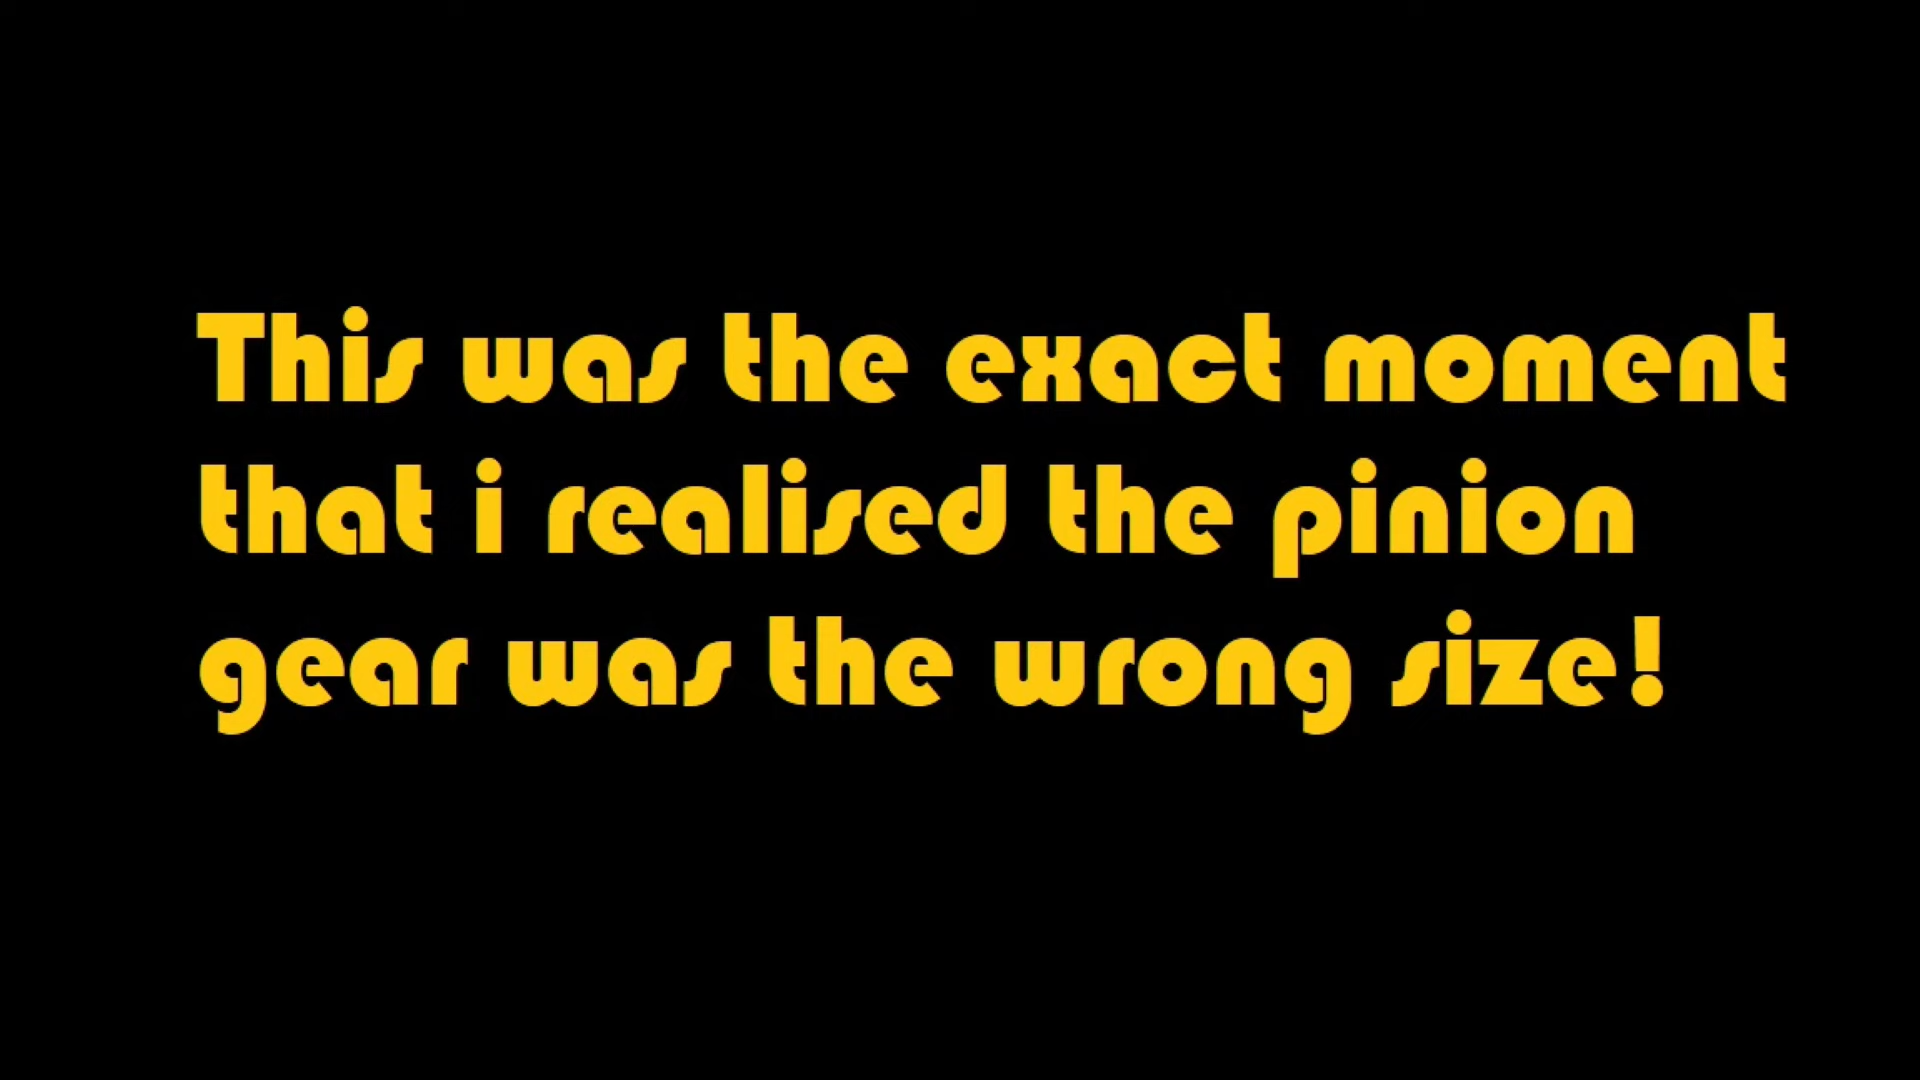 This was the exact moment
that i realised the pinion
gear was the wrong size!